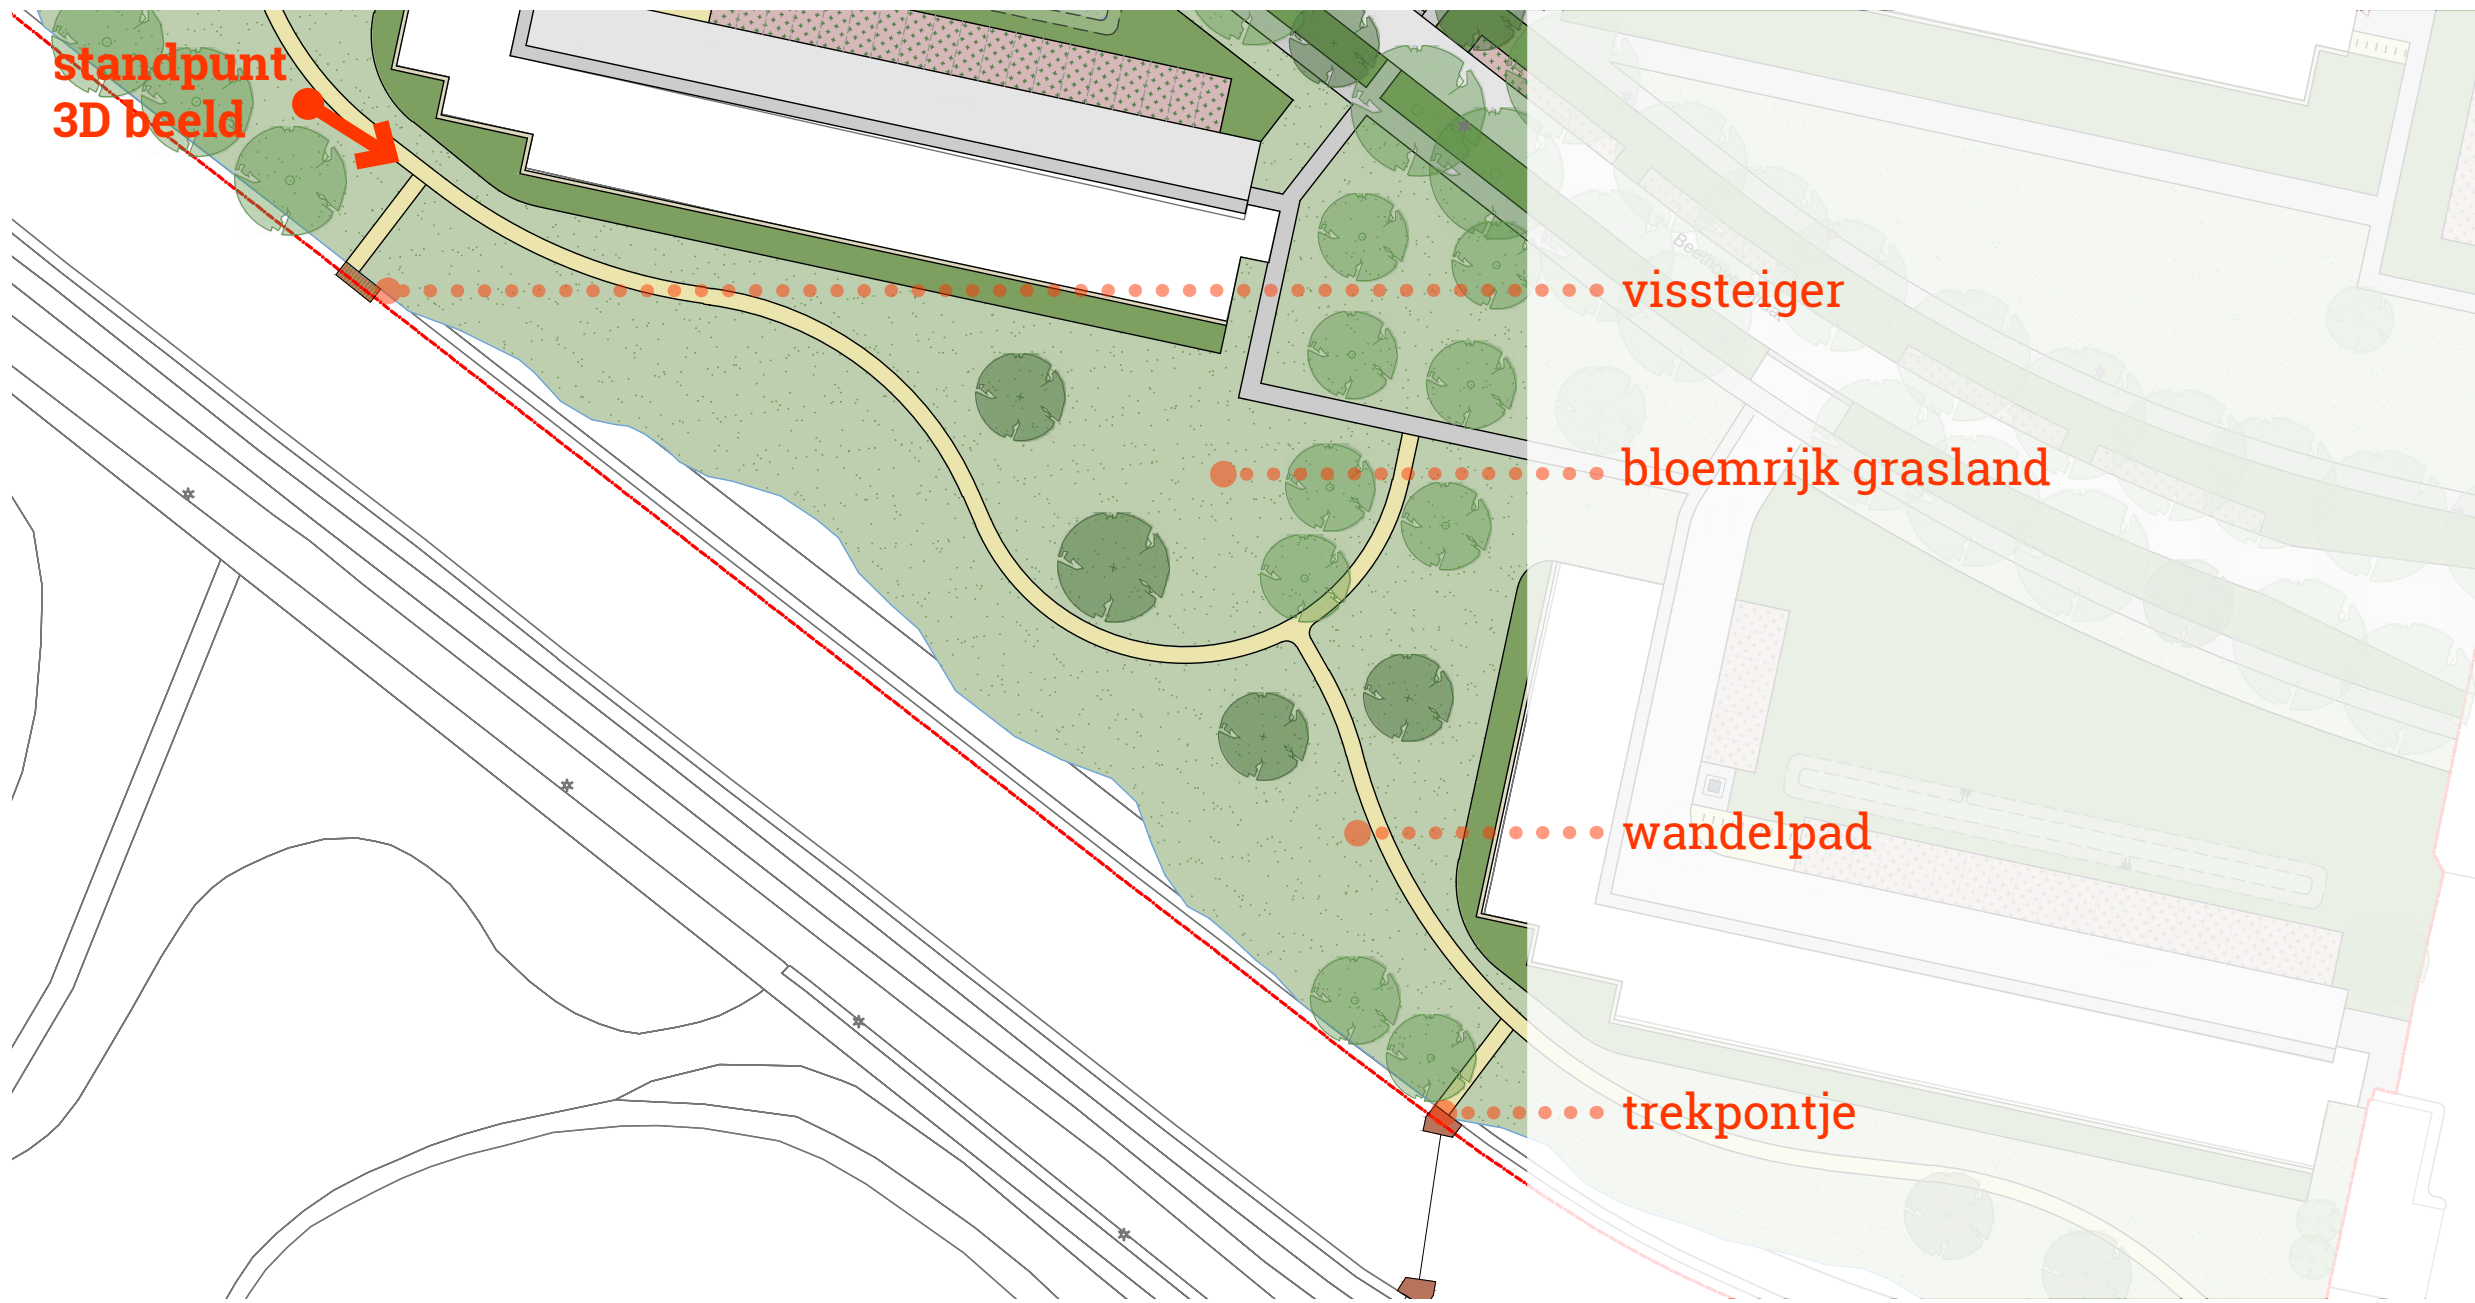 standpunt
3D beeld
vissteiger
bloemrijk grasland
wandelpad
trekpontje